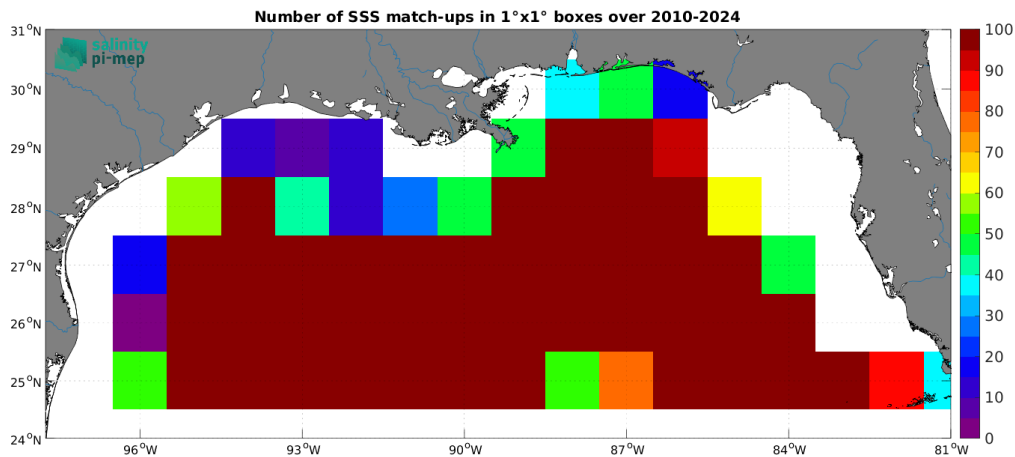 Number of SSS match-ups in 1°x1° boxes over 2010-2024
salinity
pi-mep
31°N
30°N
29°N
28°N
27°N
26°N
25°N
24°N
96°W
93°W
90°W
87°W
84°W
81°W
100
90
80
70
60
50
40
30
20
10
0